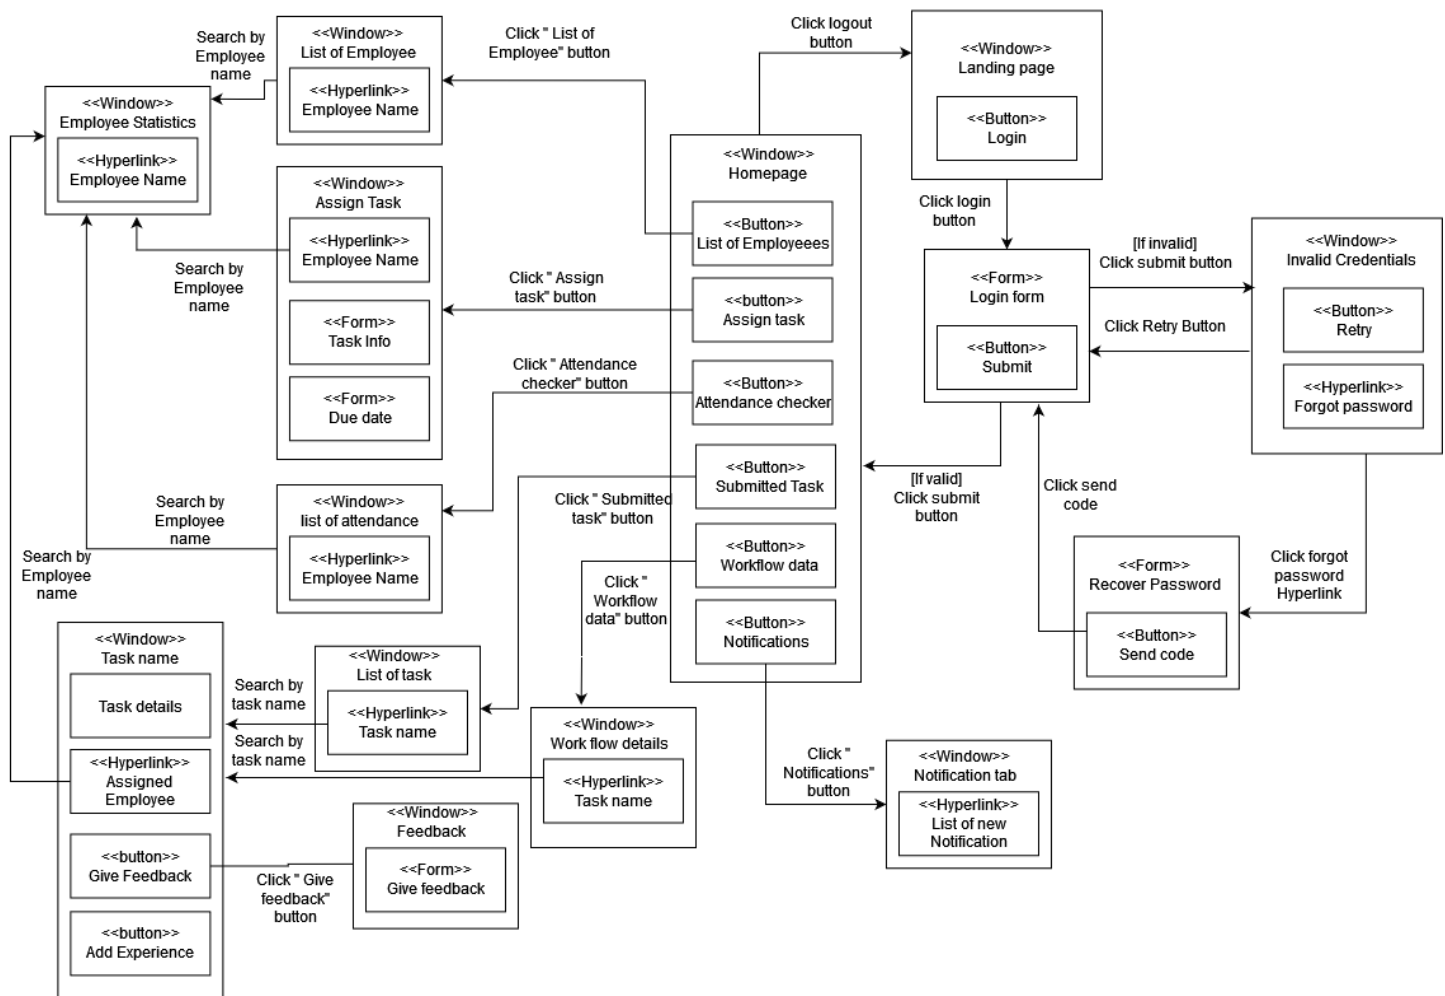 <<Window>>
List of Employee
<<Hyperlink>>
Employee Name
Search by
Employee
name
Click " List of
Employee" button
Click logout
button
<<Window>>
Landing page
<<Button>>
Login
<<Window>>
Employee Statistics
<<Hyperlink>>
Employee Name
<<Window>>
Assign Task
<<Hyperlink>>
Employee Name
<<Form>>
Task Info
<<Form>>
Due date
Search by
Employee
name
Click " Assign
task" button
Click " Attendance
checker" button
<<Window>>
Homepage
<<Button>>
List of Employeees
<<button>>
Assign task
<<Button>>
Attendance checker
<<Button>>
Submitted Task
<<Button>>
Workflow data
<<Button>>
Notifications
Click login
button
<<Form>>
Login form
<<Button>>
Submit
[If invalid]
Click submit button
Click Retry Button
<<Window>>
Invalid Credentials
<<Button>>
Retry
<<Hyperlink>>
Forgot password
[If valid]
Click submit
button
Click send
code
Click forgot
password
Hyperlink
<<Form>>
Recover Password
<<Button>>
Send code
<<Window>>
list of attendance
<<Hyperlink>>
Employee Name
Search by
Employee
name
Search by
Employee
name
Click " Submitted
task" button
Click "
Workflow
data" button
<<Window>>
Task name
Task details
<<Hyperlink>>
Assigned
Employee
<<button>>
Give Feedback
<<button>>
Add Experience
Search by
task name
Search by
task name
<<Window>>
List of task
<<Hyperlink>>
Task name
<<Window>>
Work flow details
<<Hyperlink>>
Task name
<<Window>>
Feedback
<<Form>>
Give feedback
Click " Give
feedback"
button
Click "
Notifications"
button
<<Window>>
Notification tab
<<Hyperlink>>
List of new
Notification